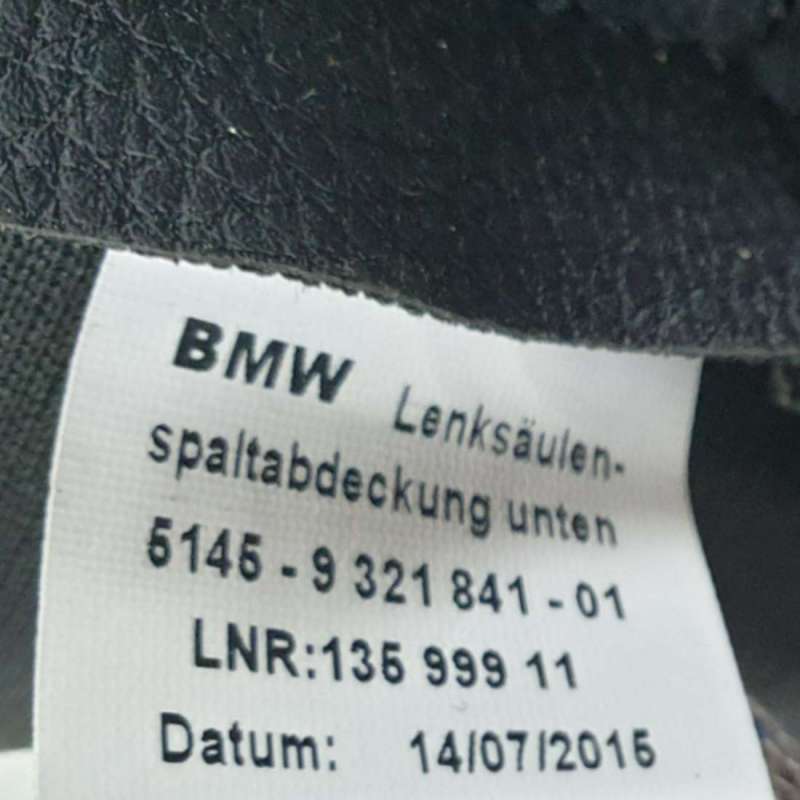 BMW Lenksäulen-
spaltabdeckung unten
5145 - 9 321 841 - 01
LNR:135 999 11
Datum: 14/07/2015